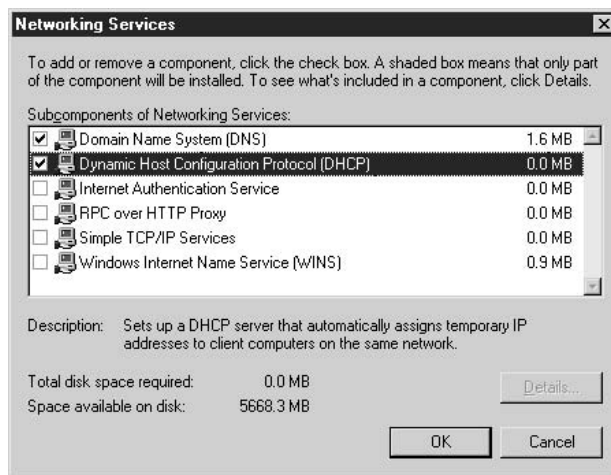 Networking Services
To add or remove a component, click the check box. A shaded box means that only part
of the component will be installed. To see what's included in a component, click Details.
Subcomponents of Networking Services:
Domain Name System (DNS) 1.6 MB
Dynamic Host Configuration Protocol (DHCP) 0.0 MB
Internet Authentication Service 0.0 MB
RPC over HTTP Proxy 0.0 MB
Simple TCP/IP Services 0.0 MB
Windows Internet Name Service (WINS) 0.9 MB
Description: Sets up a DHCP server that automatically assigns temporary IP
addresses to client computers on the same network.
Total disk space required: 0.0 MB
Space available on disk: 5668.3 MB
Details...
OK Cancel